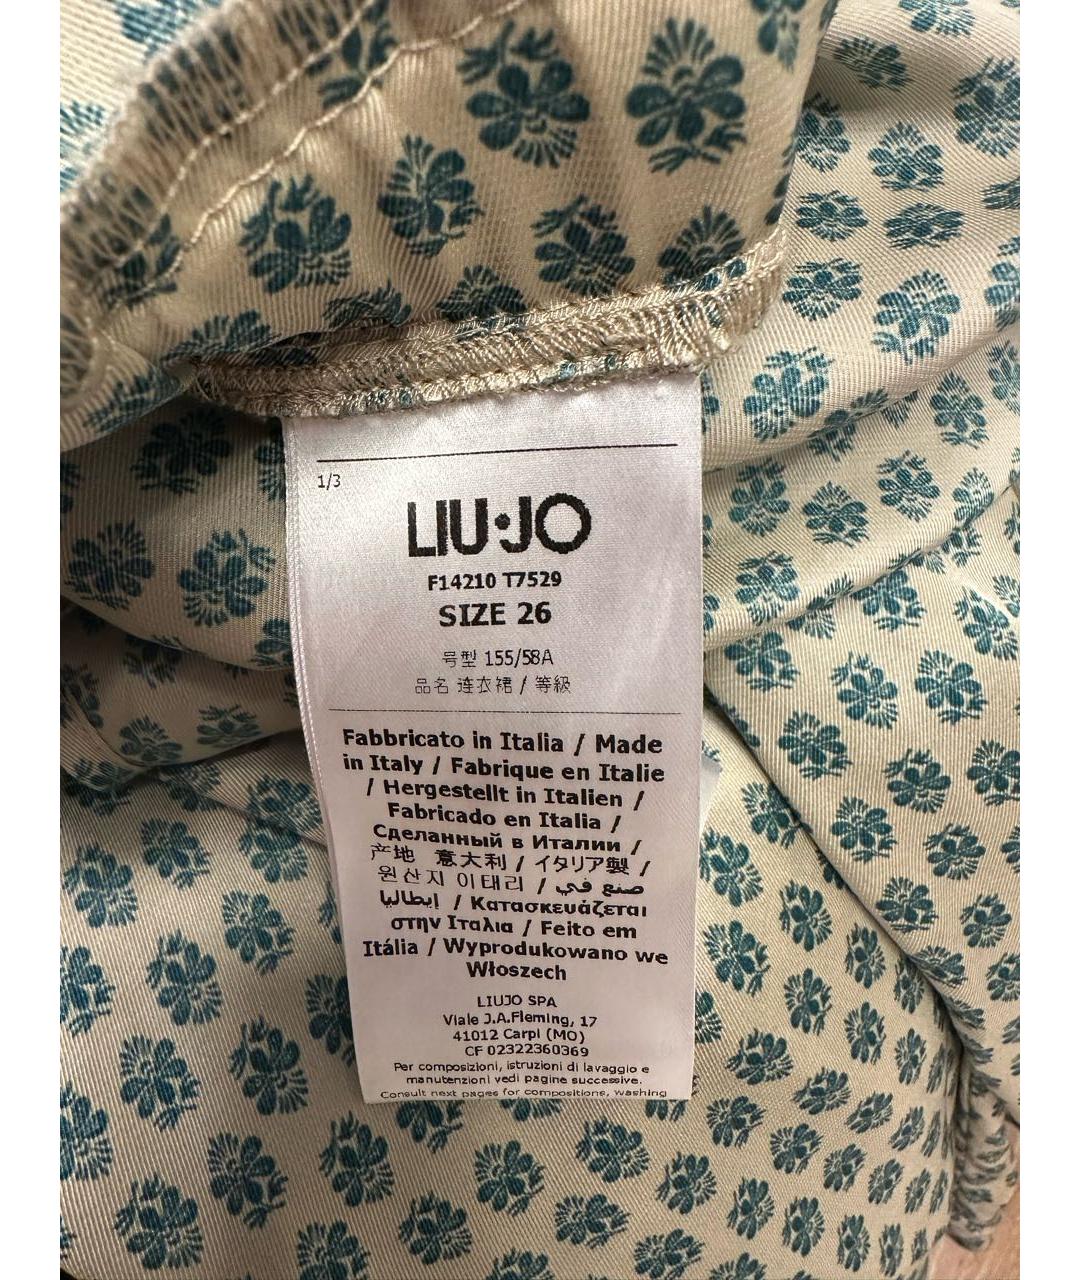 1/3
LIU·JO
F14210 T7529
SIZE 26
号型 155/58A
品名 连衣裙 / 等級
Fabbricato in Italia / Made
in Italy / Fabrique en Italie
/ Hergestellt in Italien /
Fabricado en Italia /
Сделанный в Италии /
产地 意大利 / イタリア製 /
원산지 이태리 / صنع في
إيطاليا / Κατασκευάζεται
στην Ιταλια / Feito em
Itália / Wyprodukowano we
Włoszech
LIUJO SPA
Viale J.A.Fleming, 17
41012 Carpi (MO)
CF 02322360369
Per composizioni, istruzioni di lavaggio e
manutenzioni vedi pagine successive.
Consult next pages for compositions, washing